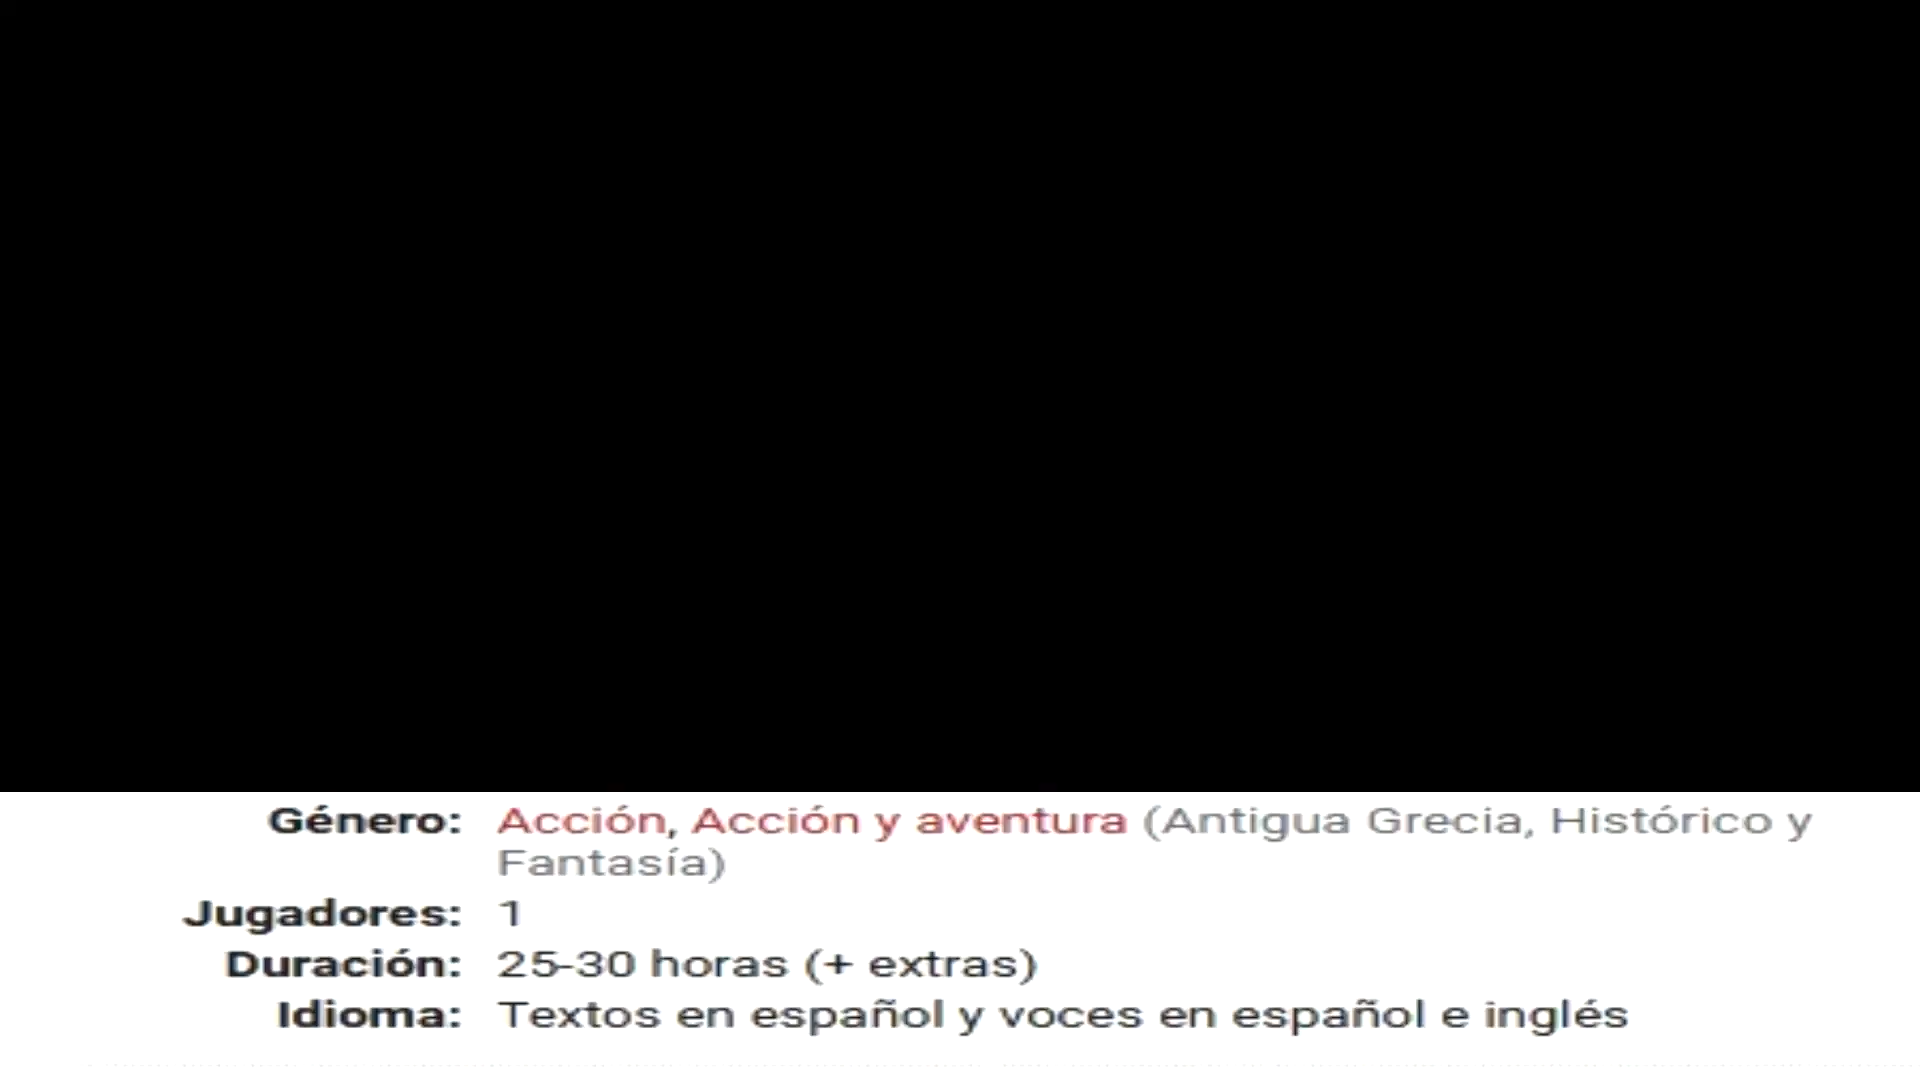 Género: Acción, Acción y aventura (Antigua Grecia, Histórico y
Fantasía)
Jugadores: 1
Duración: 25-30 horas (+ extras)
Idioma: Textos en español y voces en español e inglés